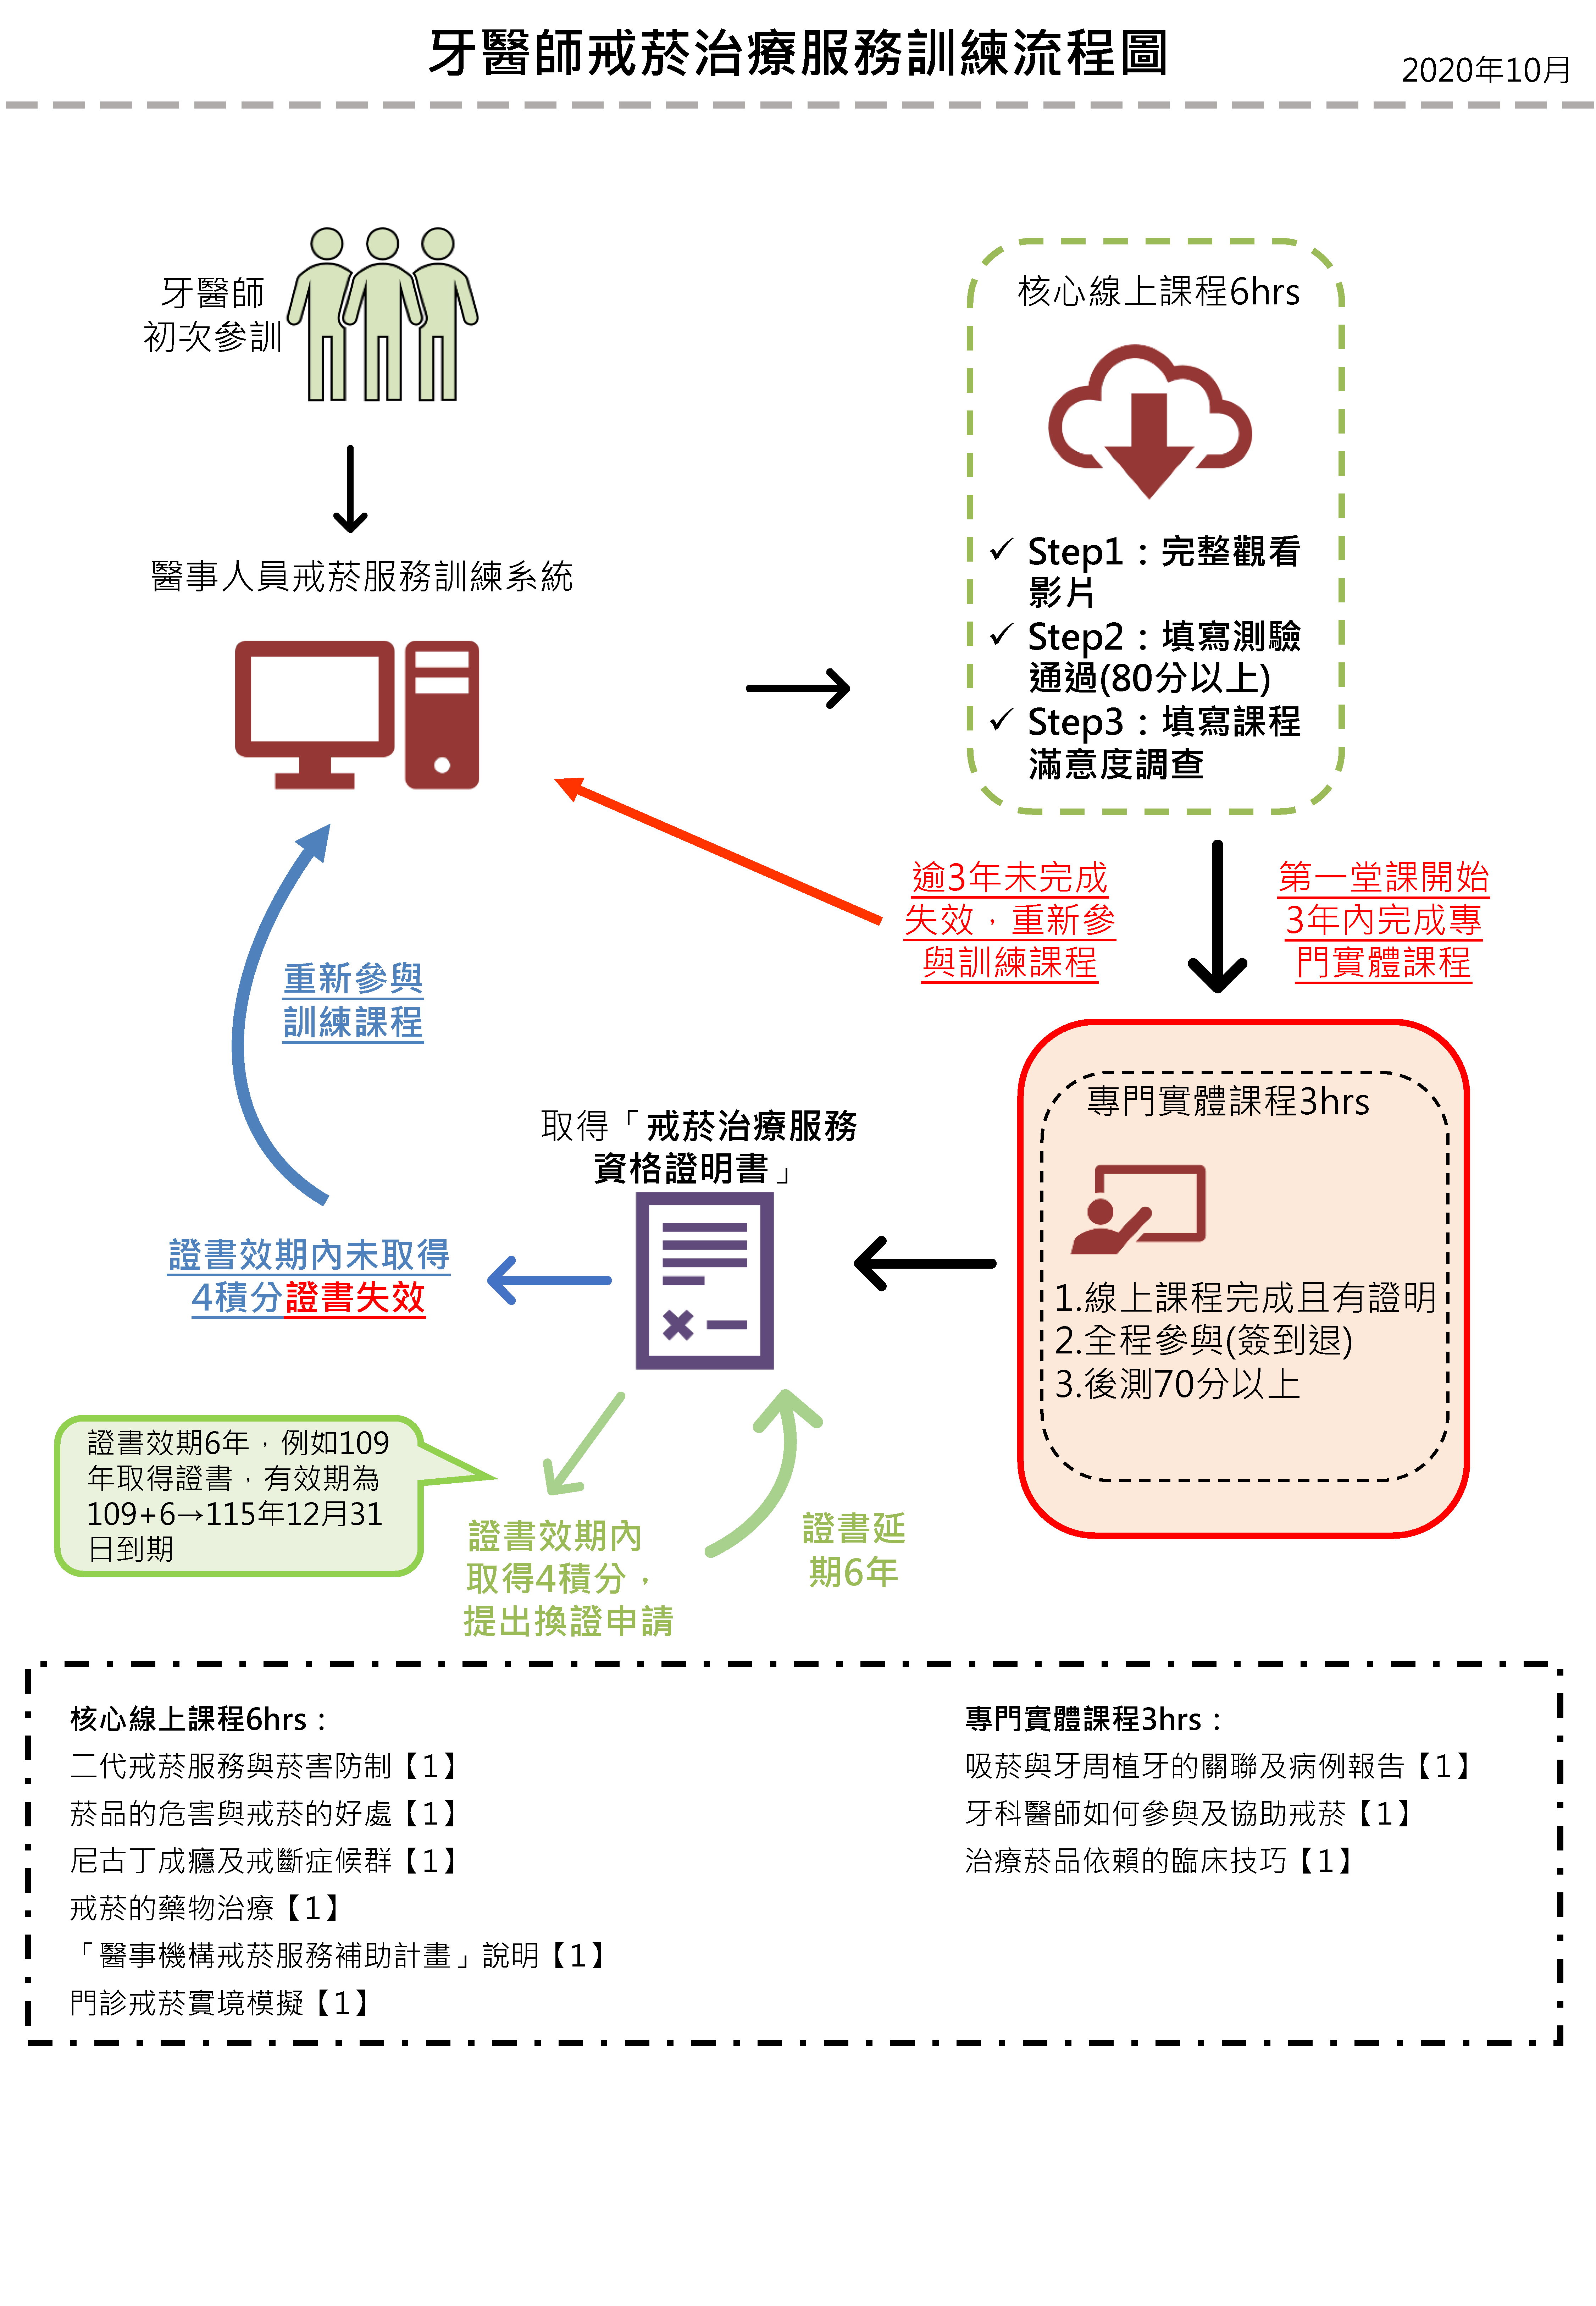 牙醫師戒菸治療服務訓練流程圖
2020年10月
牙醫師
初次參訓
醫事人員戒菸服務訓練系統
核心線上課程6hrs
✓ Step1：完整觀看
影片
✓ Step2：填寫測驗
通過(80分以上)
✓ Step3：填寫課程
滿意度調查
逾3年未完成
失效，重新參
與訓練課程
第一堂課開始
3年內完成專
門實體課程
專門實體課程3hrs
1.線上課程完成且有證明
2.全程參與(簽到退)
3.後測70分以上
取得「戒菸治療服務
資格證明書」
重新參與
訓練課程
證書效期內未取得
4積分證書失效
證書效期6年，例如109
年取得證書，有效期為
109+6→115年12月31
日到期
證書效期內
取得4積分，
提出換證申請
證書延
期6年
核心線上課程6hrs：
二代戒菸服務與菸害防制【1】
菸品的危害與戒菸的好處【1】
尼古丁成癮及戒斷症候群【1】
戒菸的藥物治療【1】
「醫事機構戒菸服務補助計畫」說明【1】
門診戒菸實境模擬【1】
專門實體課程3hrs：
吸菸與牙周植牙的關聯及病例報告【1】
牙科醫師如何參與及協助戒菸【1】
治療菸品依賴的臨床技巧【1】